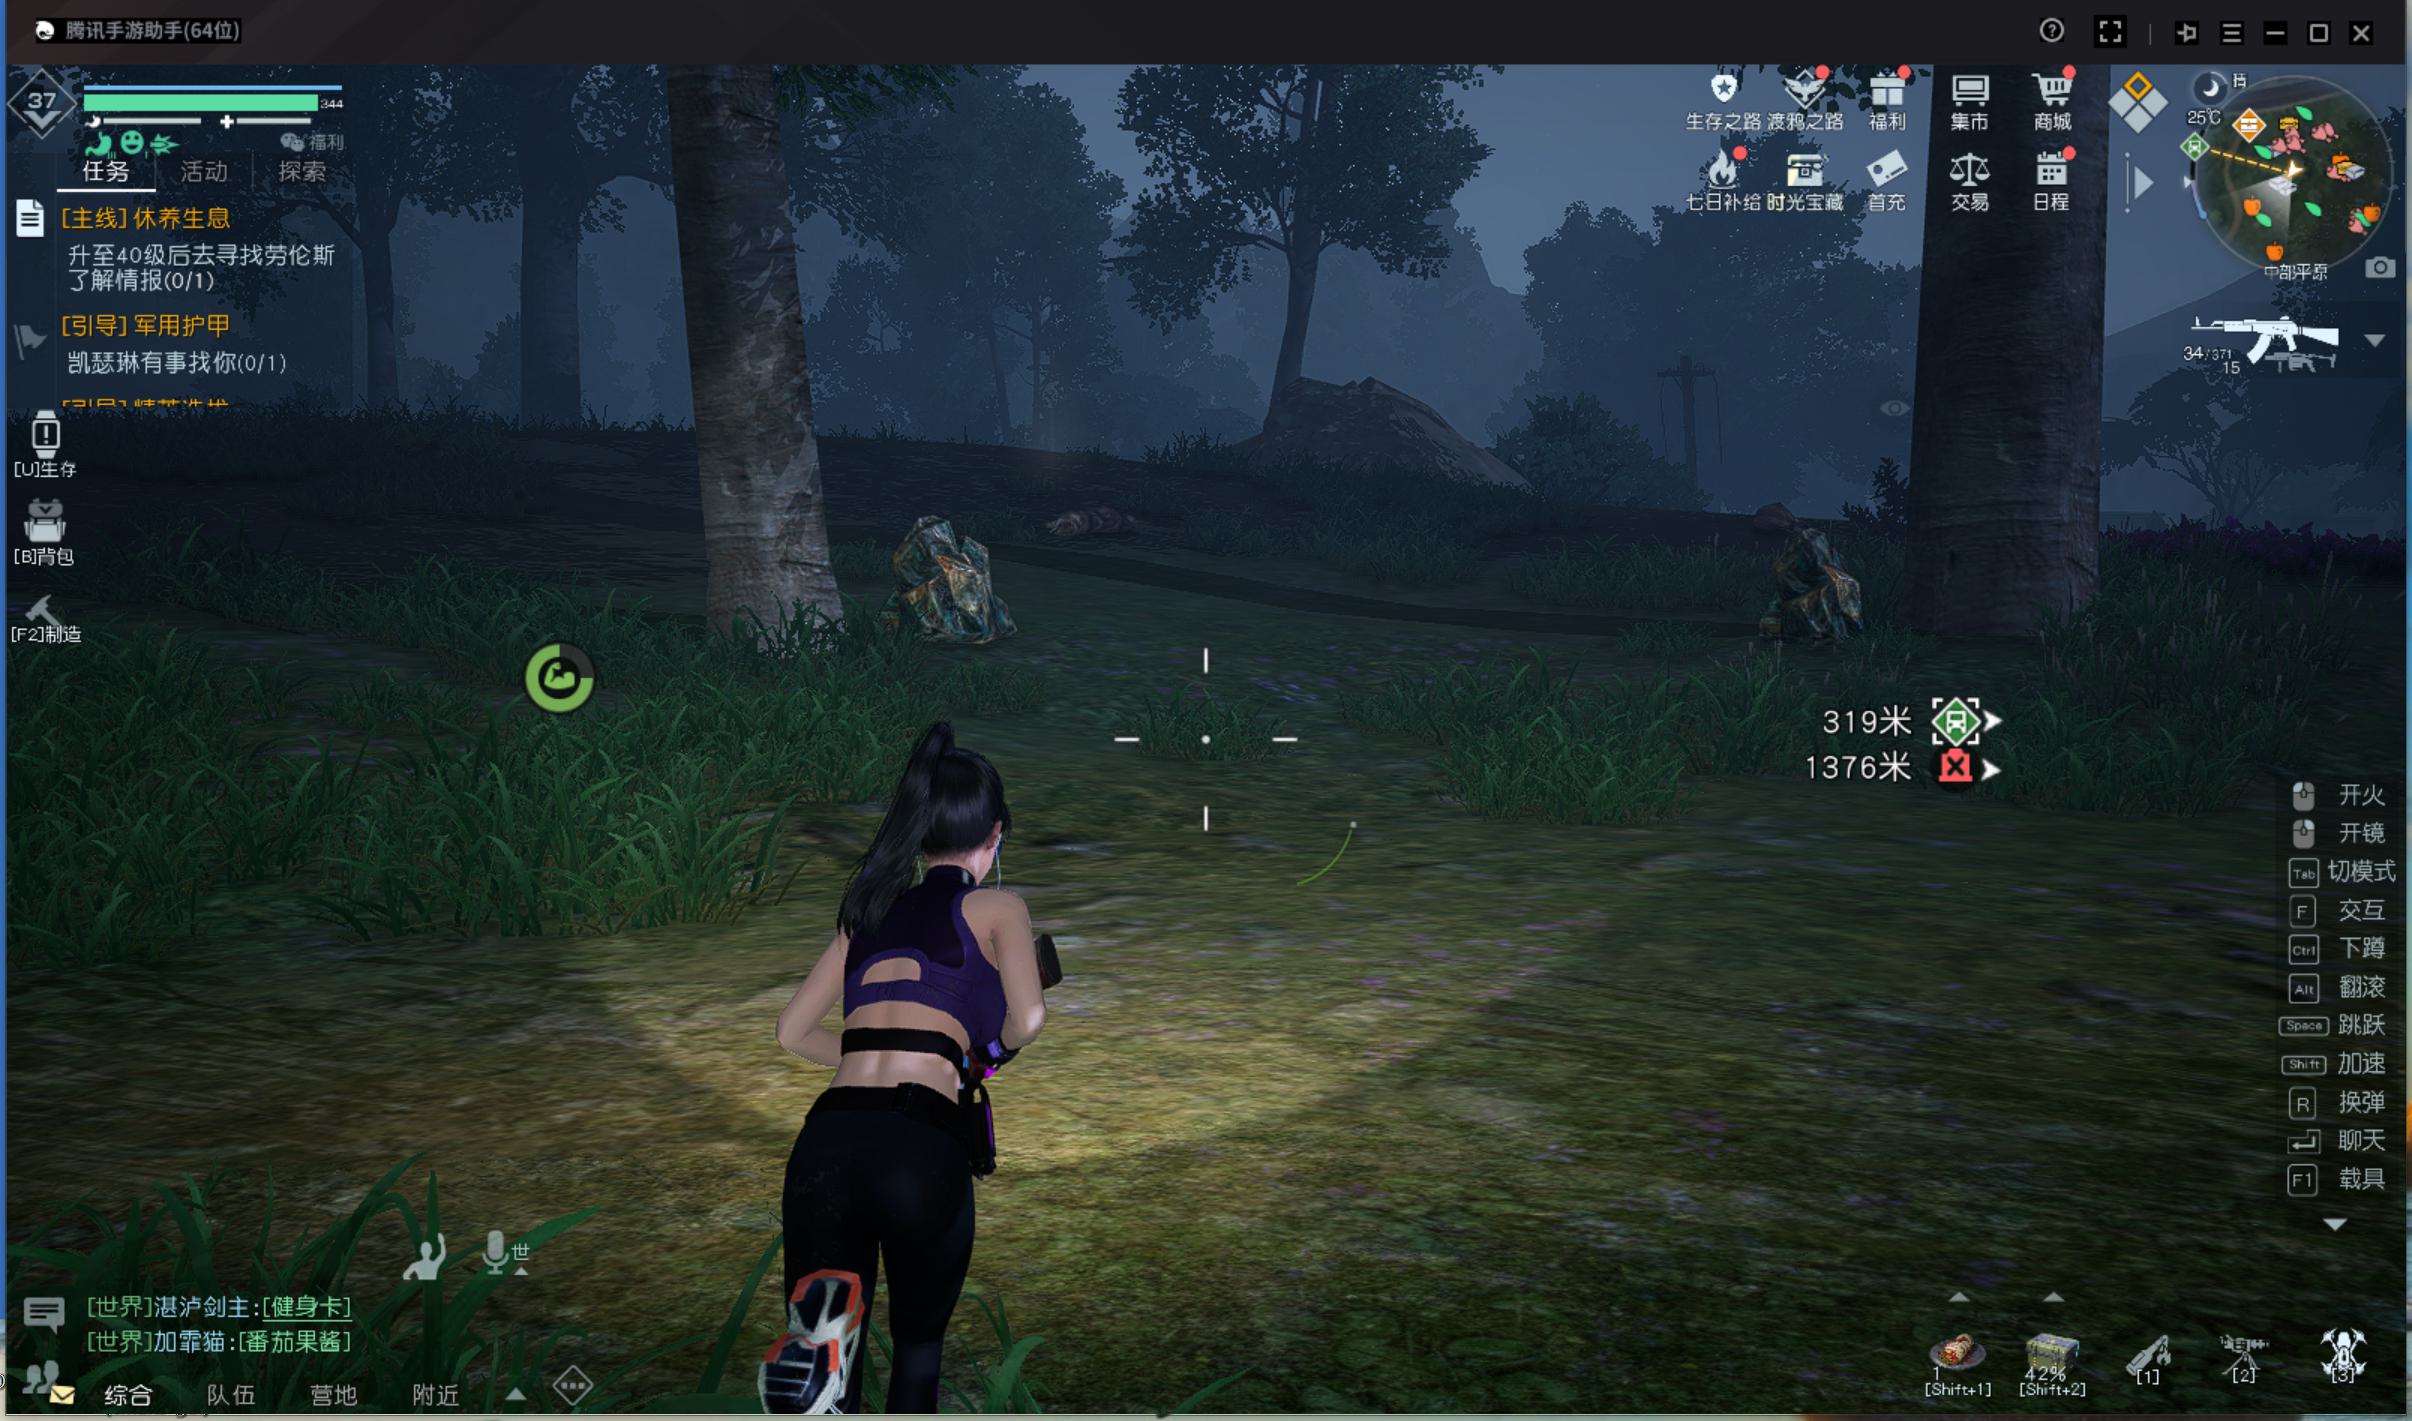 腾讯手游助手(64位)
37
344
福利
任务 活动 探索
[主线] 休养生息
升至40级后去寻找劳伦斯
了解情报(0/1)
[引导] 军用护甲
凯瑟琳有事找你(0/1)
[U]生存
[B]背包
[F2]制造
生存之路 渡鸦之路 福利 集市 商城
七日补给 时光宝藏 首充 交易 日程
25℃
中部平原
34/371
15
319米
1376米
开火
开镜
Tab 切模式
F 交互
Ctrl 下蹲
Alt 翻滚
Space 跳跃
Shift 加速
R 换弹
聊天
F1 载具
世
[世界]湛泸剑主:[健身卡]
[世界]加霏猫:[番茄果酱]
综合 队伍 营地 附近
1 42%
[Shift+1] [Shift+2] [1] [2] [3]